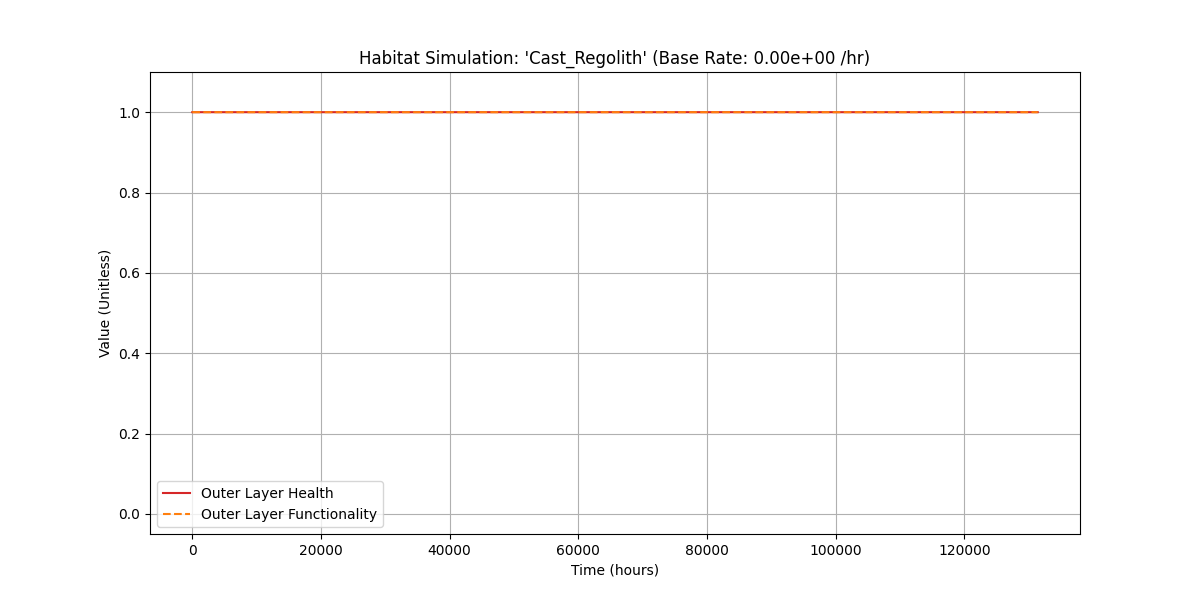 Habitat Simulation: 'Cast_Regolith' (Base Rate: 0.00e+00 /hr)
Value (Unitless)
1.0
0.8
0.6
0.4
0.2
0.0
Outer Layer Health
Outer Layer Functionality
0 20000 40000 60000 80000 100000 120000
Time (hours)